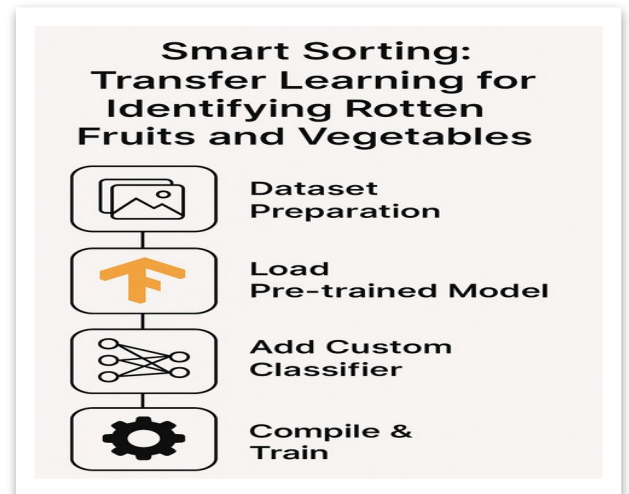 Smart Sorting:
Transfer Learning for
Identifying Rotten
Fruits and Vegetables
Dataset
Preparation
Load
Pre-trained Model
Add Custom
Classifier
Compile &
Train